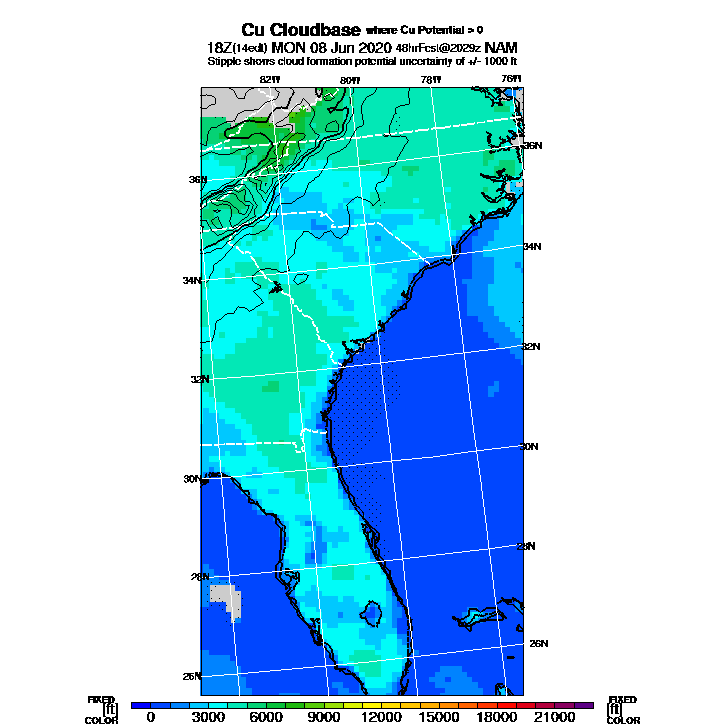 Cu Cloudbase where Cu Potential > 0
18Z(14edt) MON 08 Jun 2020 48hrFcst@2029z NAM
Stipple shows cloud formation potential uncertainty of +/- 1000 ft
82W 80W 78W 76W
36N
36N
34N
34N
32N
32N
30N
30N
28N
28N
26N
26N
FIXED FIXED
[ft] 0 3000 6000 9000 12000 15000 18000 21000 [ft]
COLOR COLOR